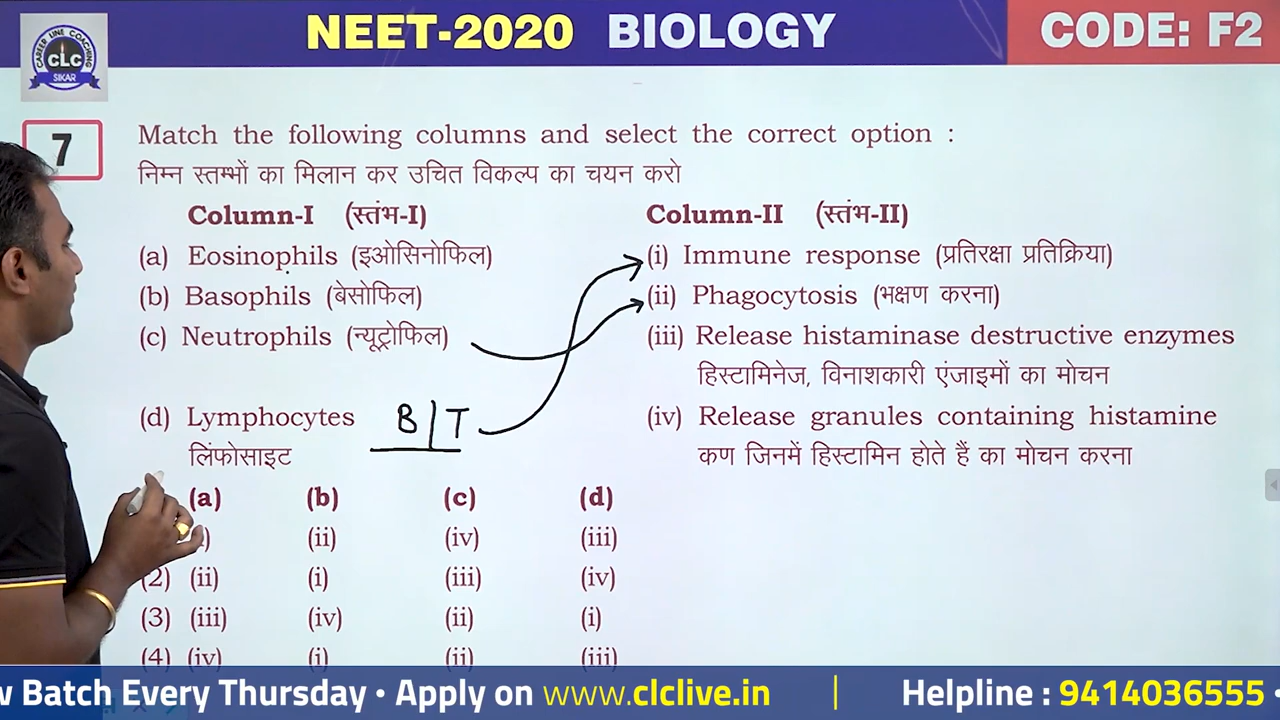 NEET-2020 BIOLOGY
CODE: F2
CAREER LINE COACHING
CLC
SIKAR
7
Match the following columns and select the correct option :
निम्न स्तम्भों का मिलान कर उचित विकल्प का चयन करो
Column-I (स्तंभ-I) Column-II (स्तंभ-II)
(a) Eosinophils (इओसिनोफिल) (i) Immune response (प्रतिरक्षा प्रतिक्रिया)
(b) Basophils (बेसोफिल) (ii) Phagocytosis (भक्षण करना)
(c) Neutrophils (न्यूट्रोफिल) (iii) Release histaminase destructive enzymes
हिस्टामिनेज, विनाशकारी एंजाइमों का मोचन
(d) Lymphocytes B | T (iv) Release granules containing histamine
लिंफोसाइट कण जिनमें हिस्टामिन होते हैं का मोचन करना
(a) (b) (c) (d)
(ii) (iv) (iii)
(2) (ii) (i) (iii) (iv)
(3) (iii) (iv) (ii) (i)
(4) (iv) (i) (ii) (iii)
Batch Every Thursday • Apply on www.clclive.in | Helpline : 9414036555 •